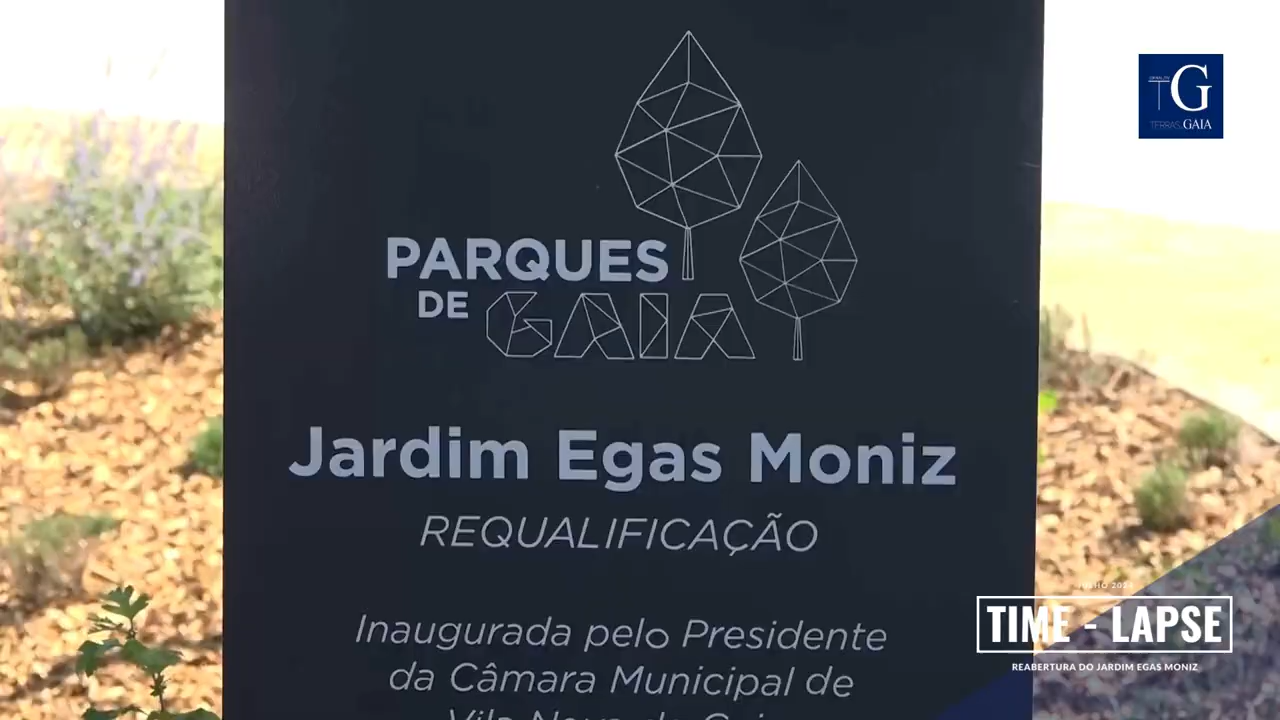 G
TERRAS.GAIA
PARQUES
DE GAIA
Jardim Egas Moniz
REQUALIFICAÇÃO
Inaugurada pelo Presidente
da Câmara Municipal de
TIME - LAPSE
REABERTURA DO JARDIM EGAS MONIZ